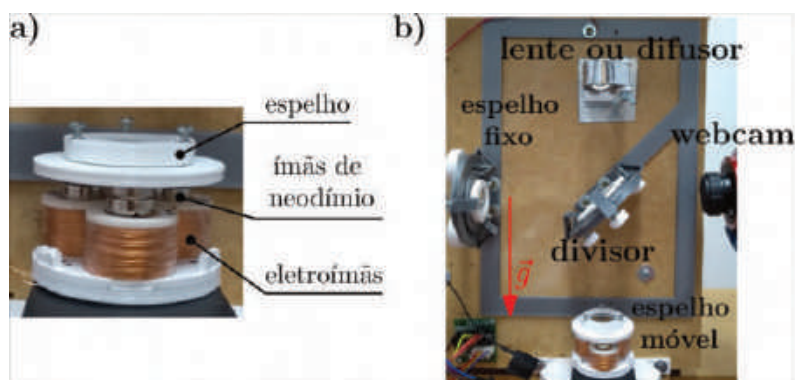 a)
espelho
ímãs de
neodímio
eletroímãs
b)
lente ou difusor
espelho
fixo
webcam
divisor
g
espelho
móvel